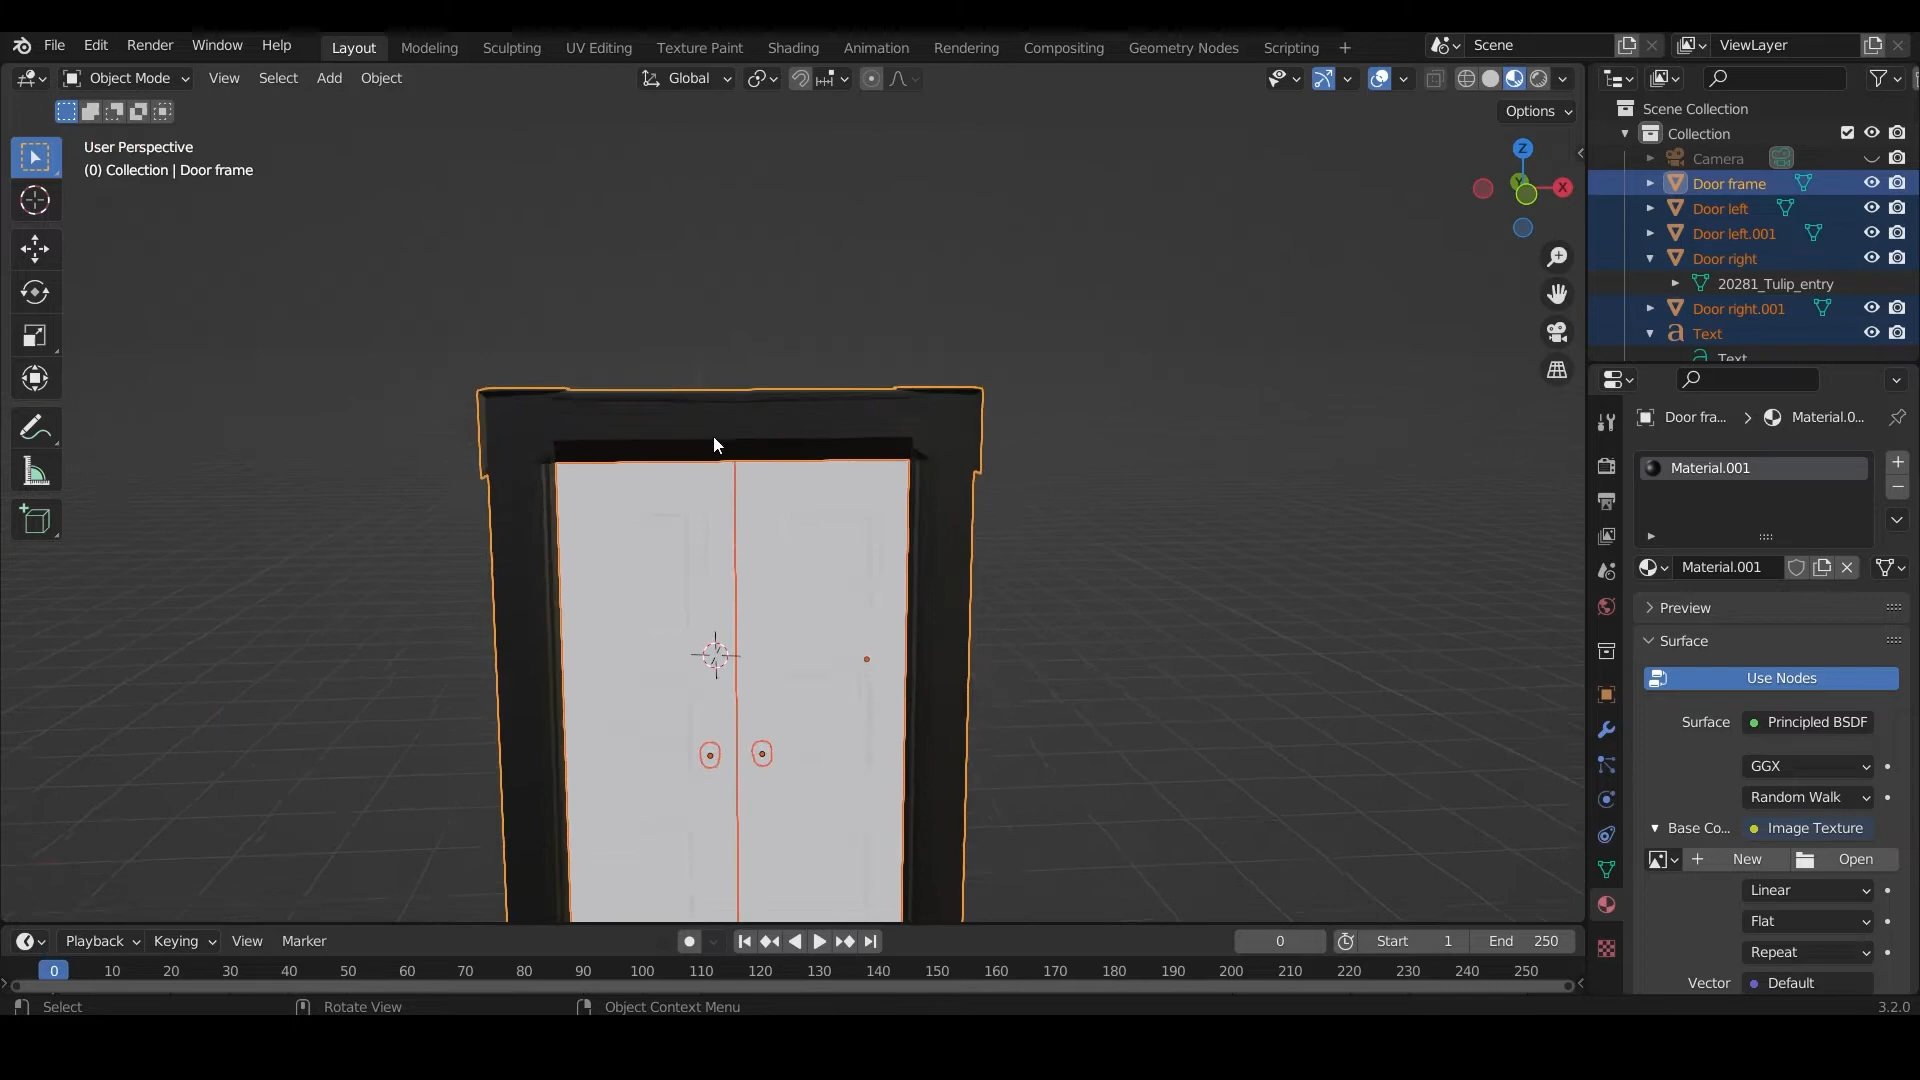 File Edit Render Window Help Layout Modeling Sculpting UV Editing Texture Paint Shading Animation Rendering Compositing Geometry Nodes Scripting + Scene ViewLayer
Object Mode View Select Add Object Global
Options
User Perspective
(0) Collection | Door frame
Z
Y
X
Scene Collection
Collection
Camera
Door frame
Door left
Door left.001
Door right
20281_Tulip_entry
Door right.001
Text
Text
Door fra... > Material.0...
Material.001
Material.001
Preview
Surface
Use Nodes
Surface Principled BSDF
GGX
Random Walk
Base Co... Image Texture
New Open
Linear
Flat
Repeat
Vector Default
Playback Keying View Marker 0 Start 1 End 250
0 10 20 30 40 50 60 70 80 90 100 110 120 130 140 150 160 170 180 190 200 210 220 230 240 250
Select Rotate View Object Context Menu 3.2.0